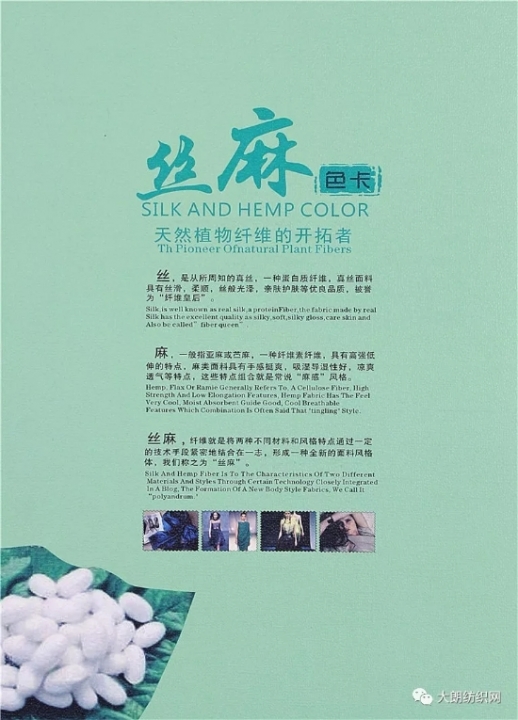 丝麻 色卡
SILK AND HEMP COLOR
天然植物纤维的开拓者
Th Pioneer Ofnatural Plant Fibers
丝，是从所周知的真丝，一种蛋白质纤维，真丝面料
具有丝滑，柔顺，丝般光泽，亲肤护肤等优良品质，被誉
为“纤维皇后”。
Silk,is well known as real silk,a proteinFiber,the fabric made by real
Silk has the excellent quality as silky,soft,silky gloss,care skin and
Also be called" fiber queen"
麻，一般指亚麻或苎麻，一种纤维素纤维，具有高强低
伸的特点，麻类面料具有手感挺爽、吸湿导湿性好，凉爽
透气等特点，这些特点组合就是常说“麻感”风格。
Hemp, Flax Or Ramie Generally Refers To, A Cellulose Fiber, High
Strength And Low Elongation Features, Hemp Fabric Has The Feel
Very Cool, Moist Absorbent Guide Good, Cool Breathable
Features Which Combination Is Often Said That 'tingling' Style.
丝麻，纤维就是将两种不同材料和风格特点通过一定
的技术手段紧密地结合在一志，形成一种全新的面料风格
体，我们称之为“丝麻”。
Silk And Hemp Fiber Is To The Characteristics Of Two Different
Materials And Styles Through Certain Technology Closely Integrated
In A Blog, The Formation Of A New Body Style Fabrics, We Call It
"polyandrum."
大朗纺织网